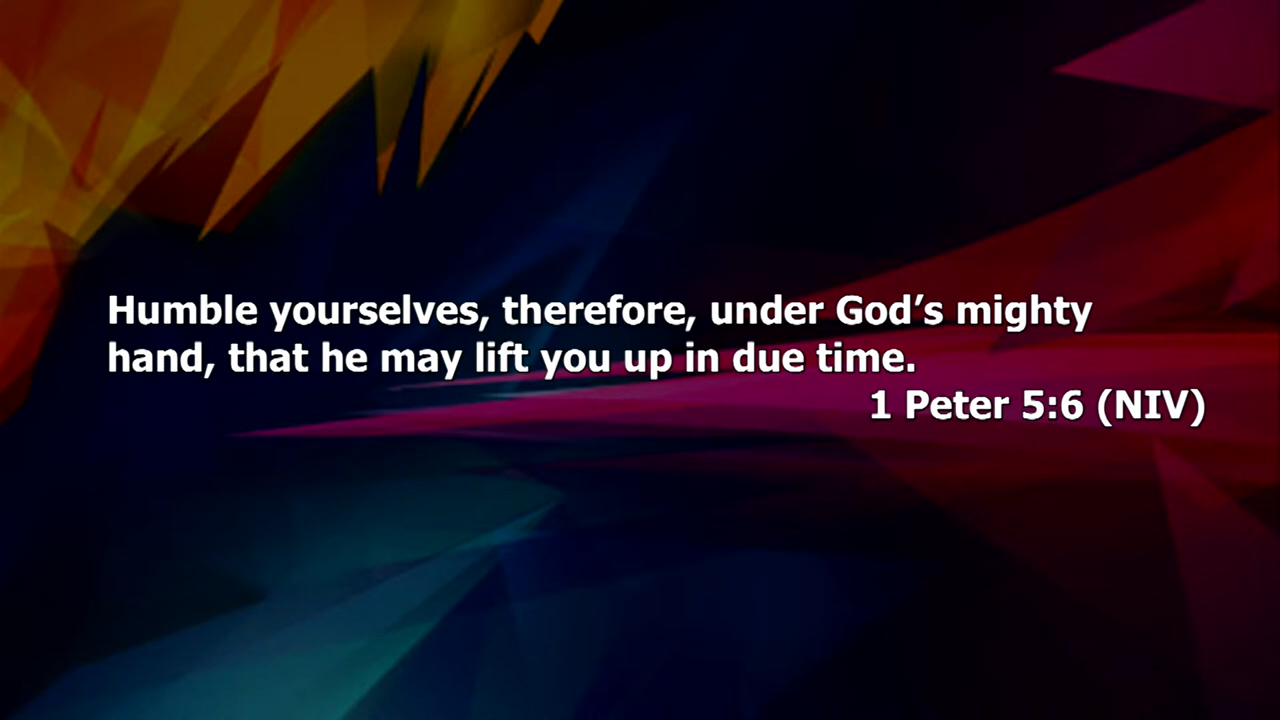 Humble yourselves, therefore, under God’s mighty
hand, that he may lift you up in due time.
1 Peter 5:6 (NIV)